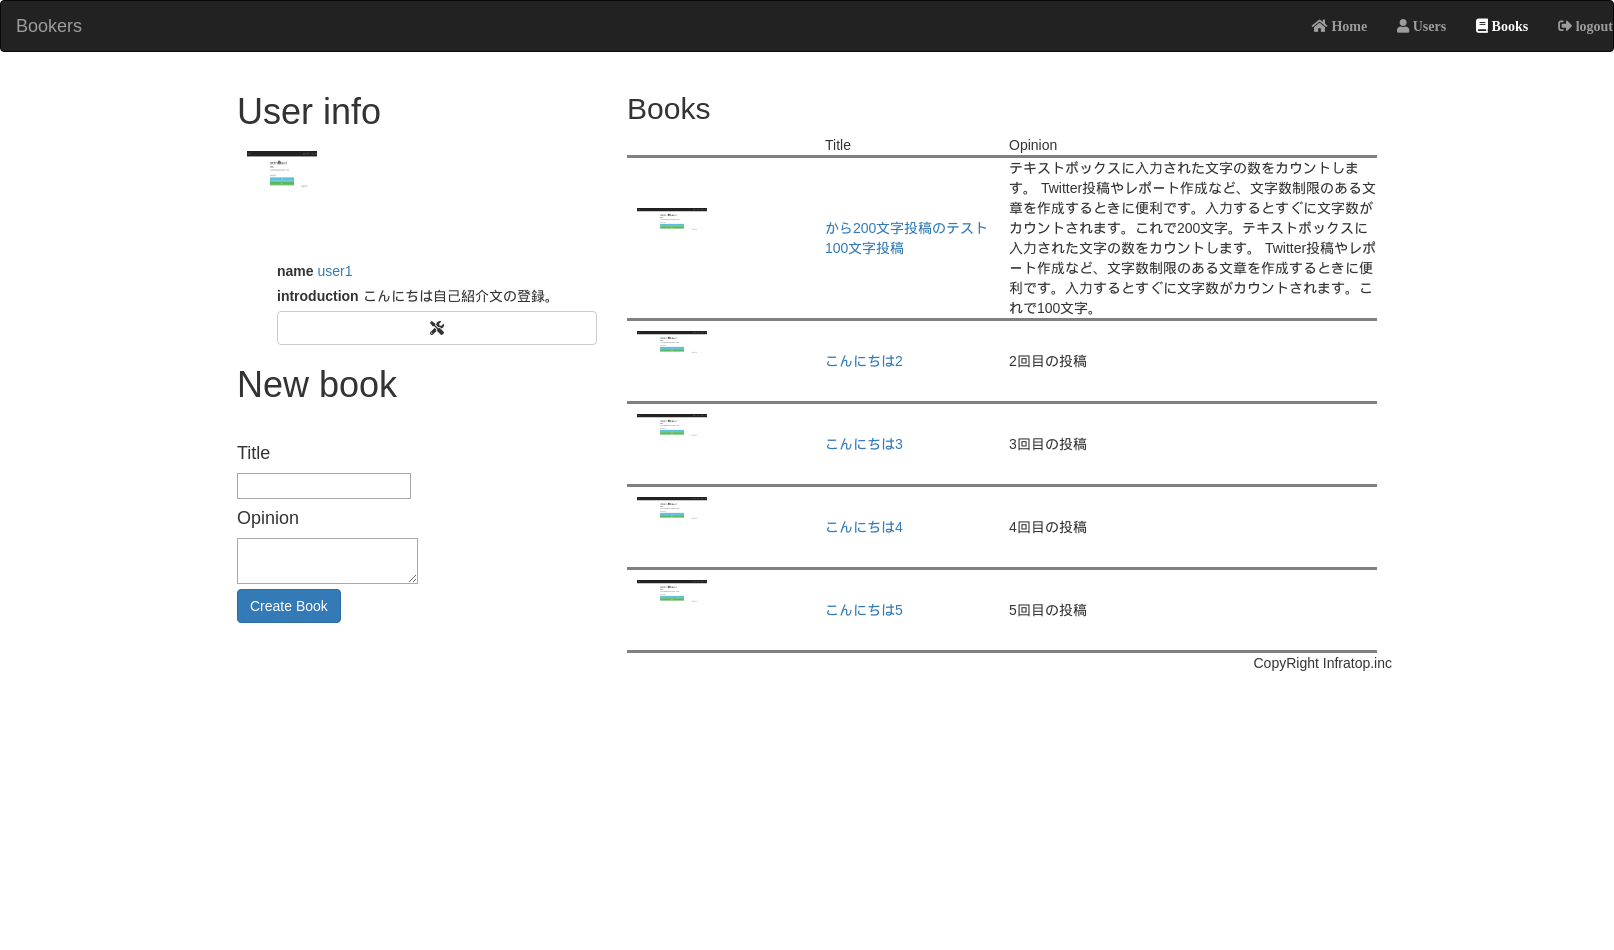 Bookers
Home
Users
Books
logout
User info
name user1
introduction こんにちは自己紹介文の登録。
New book
Title
Opinion
Create Book
Books
Title Opinion
から200文字投稿のテスト
100文字投稿
テキストボックスに入力された文字の数をカウントしま
す。 Twitter投稿やレポート作成など、文字数制限のある文
章を作成するときに便利です。入力するとすぐに文字数が
カウントされます。これで200文字。テキストボックスに
入力された文字の数をカウントします。 Twitter投稿やレポ
ート作成など、文字数制限のある文章を作成するときに便
利です。入力するとすぐに文字数がカウントされます。こ
れで100文字。
こんにちは2 2回目の投稿
こんにちは3 3回目の投稿
こんにちは4 4回目の投稿
こんにちは5 5回目の投稿
CopyRight Infratop.inc